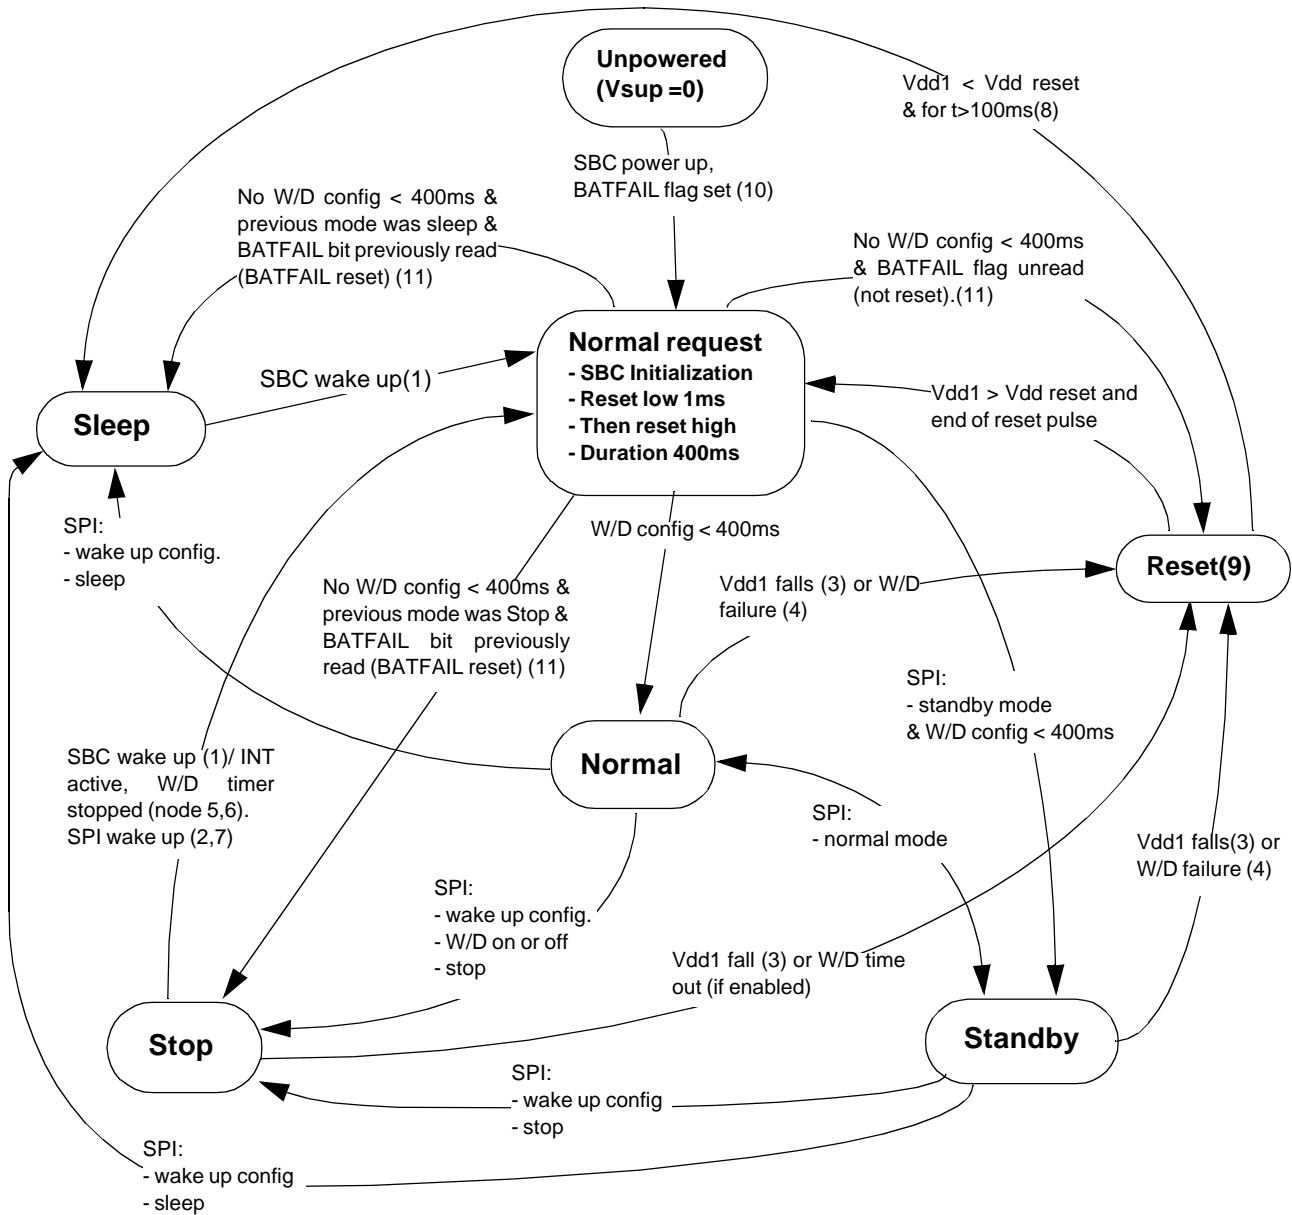 Unpowered
(Vsup =0)
Vdd1 < Vdd reset
& for t>100ms(8)
SBC power up,
BATFAIL flag set (10)
No W/D config < 400ms &
previous mode was sleep &
BATFAIL bit previously read
(BATFAIL reset) (11)
No W/D config < 400ms
& BATFAIL flag unread
(not reset).(11)
Normal request
- SBC Initialization
- Reset low 1ms
- Then reset high
- Duration 400ms
SBC wake up(1)
Vdd1 > Vdd reset and
end of reset pulse
Sleep
SPI:
- wake up config.
- sleep
W/D config < 400ms
Reset(9)
No W/D config < 400ms &
previous mode was Stop &
BATFAIL bit previously
read (BATFAIL reset) (11)
Vdd1 falls (3) or W/D
failure (4)
SPI:
- standby mode
& W/D config < 400ms
SBC wake up (1)/ INT
active, W/D timer
stopped (node 5,6).
SPI wake up (2,7)
Normal
SPI:
- normal mode
Vdd1 falls(3) or
W/D failure (4)
SPI:
- wake up config.
- W/D on or off
- stop
Vdd1 fall (3) or W/D time
out (if enabled)
Stop
Standby
SPI:
- wake up config
- stop
SPI:
- wake up config
- sleep